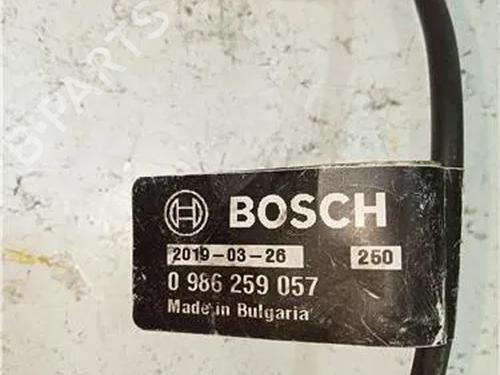 B-PARTS
BOSCH
2019-03-26 250
0 986 259 057
Made in Bulgaria